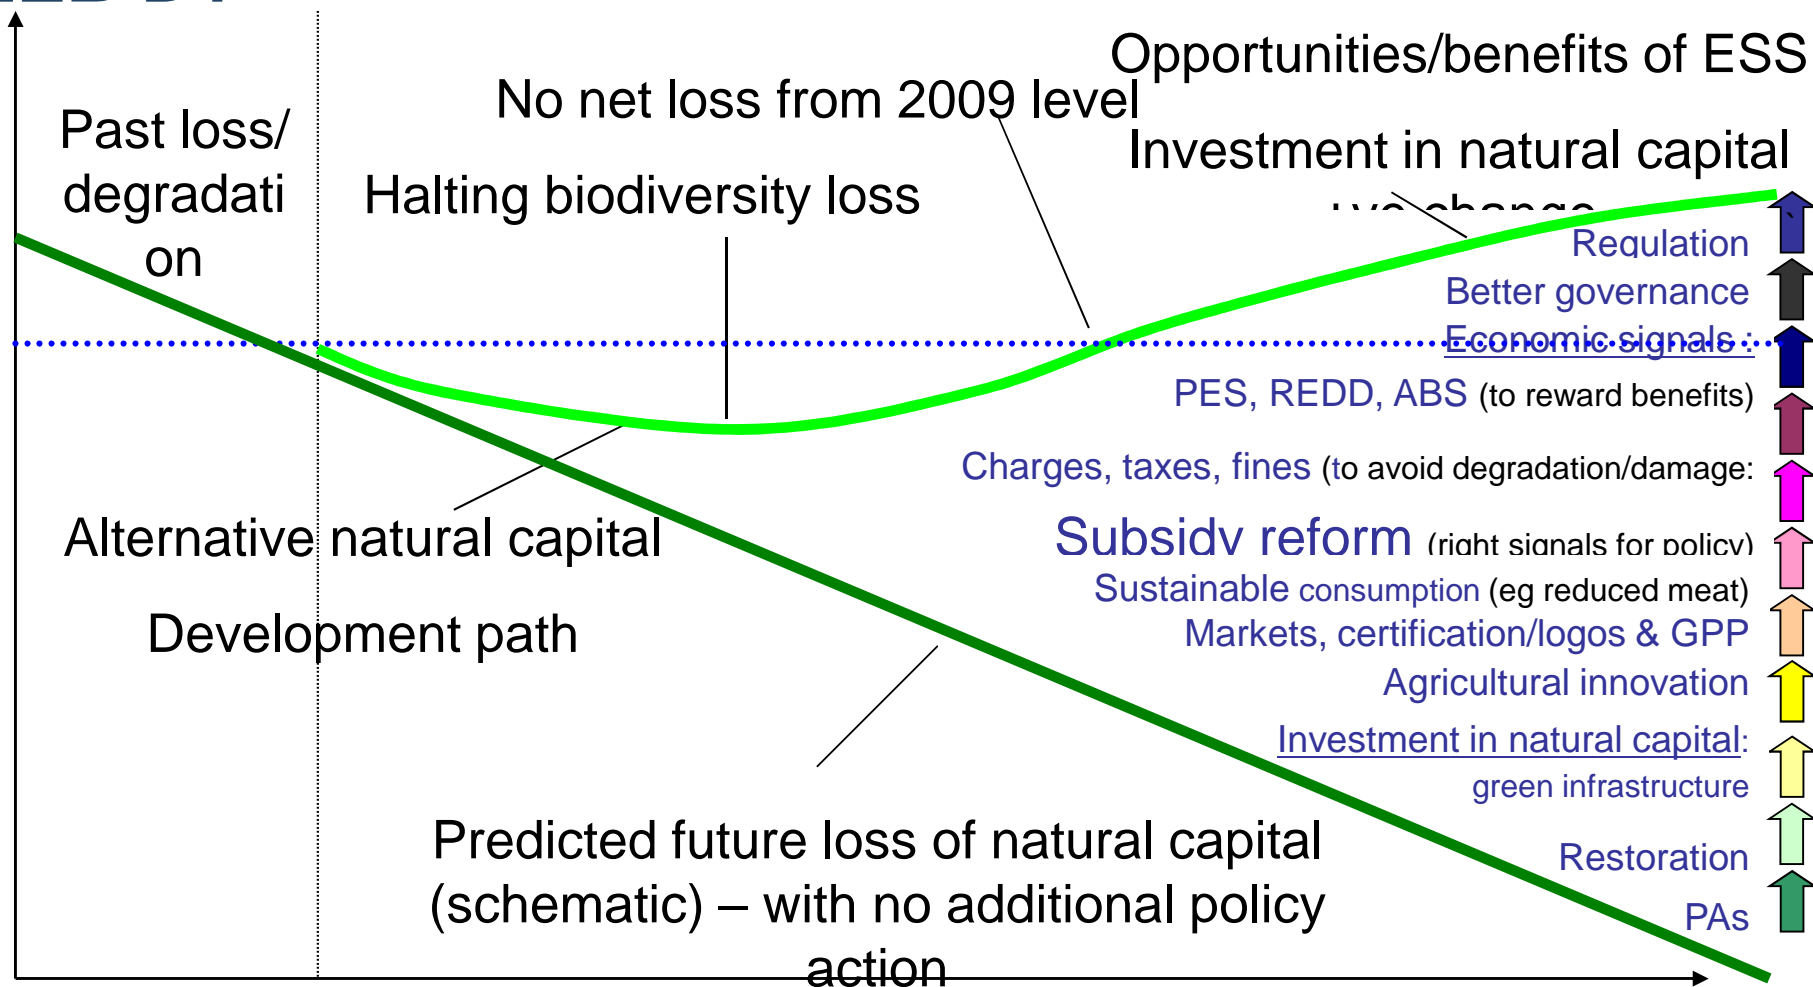 Opportunities/benefits of ESS
No net loss from 2009 level
Past loss/
degradati
on
Investment in natural capital
Halting biodiversity loss
change
Regulation
Better governance
Economic signals :
PES, REDD, ABS (to reward benefits)
Charges, taxes, fines (to avoid degradation/damage:
Alternative natural capital
Development path
Subsidy reform (right signals for policy)
Sustainable consumption (eg reduced meat)
Markets, certification/logos & GPP
Agricultural innovation
Investment in natural capital:
green infrastructure
Predicted future loss of natural capital
(schematic) – with no additional policy
action
Restoration
PAs